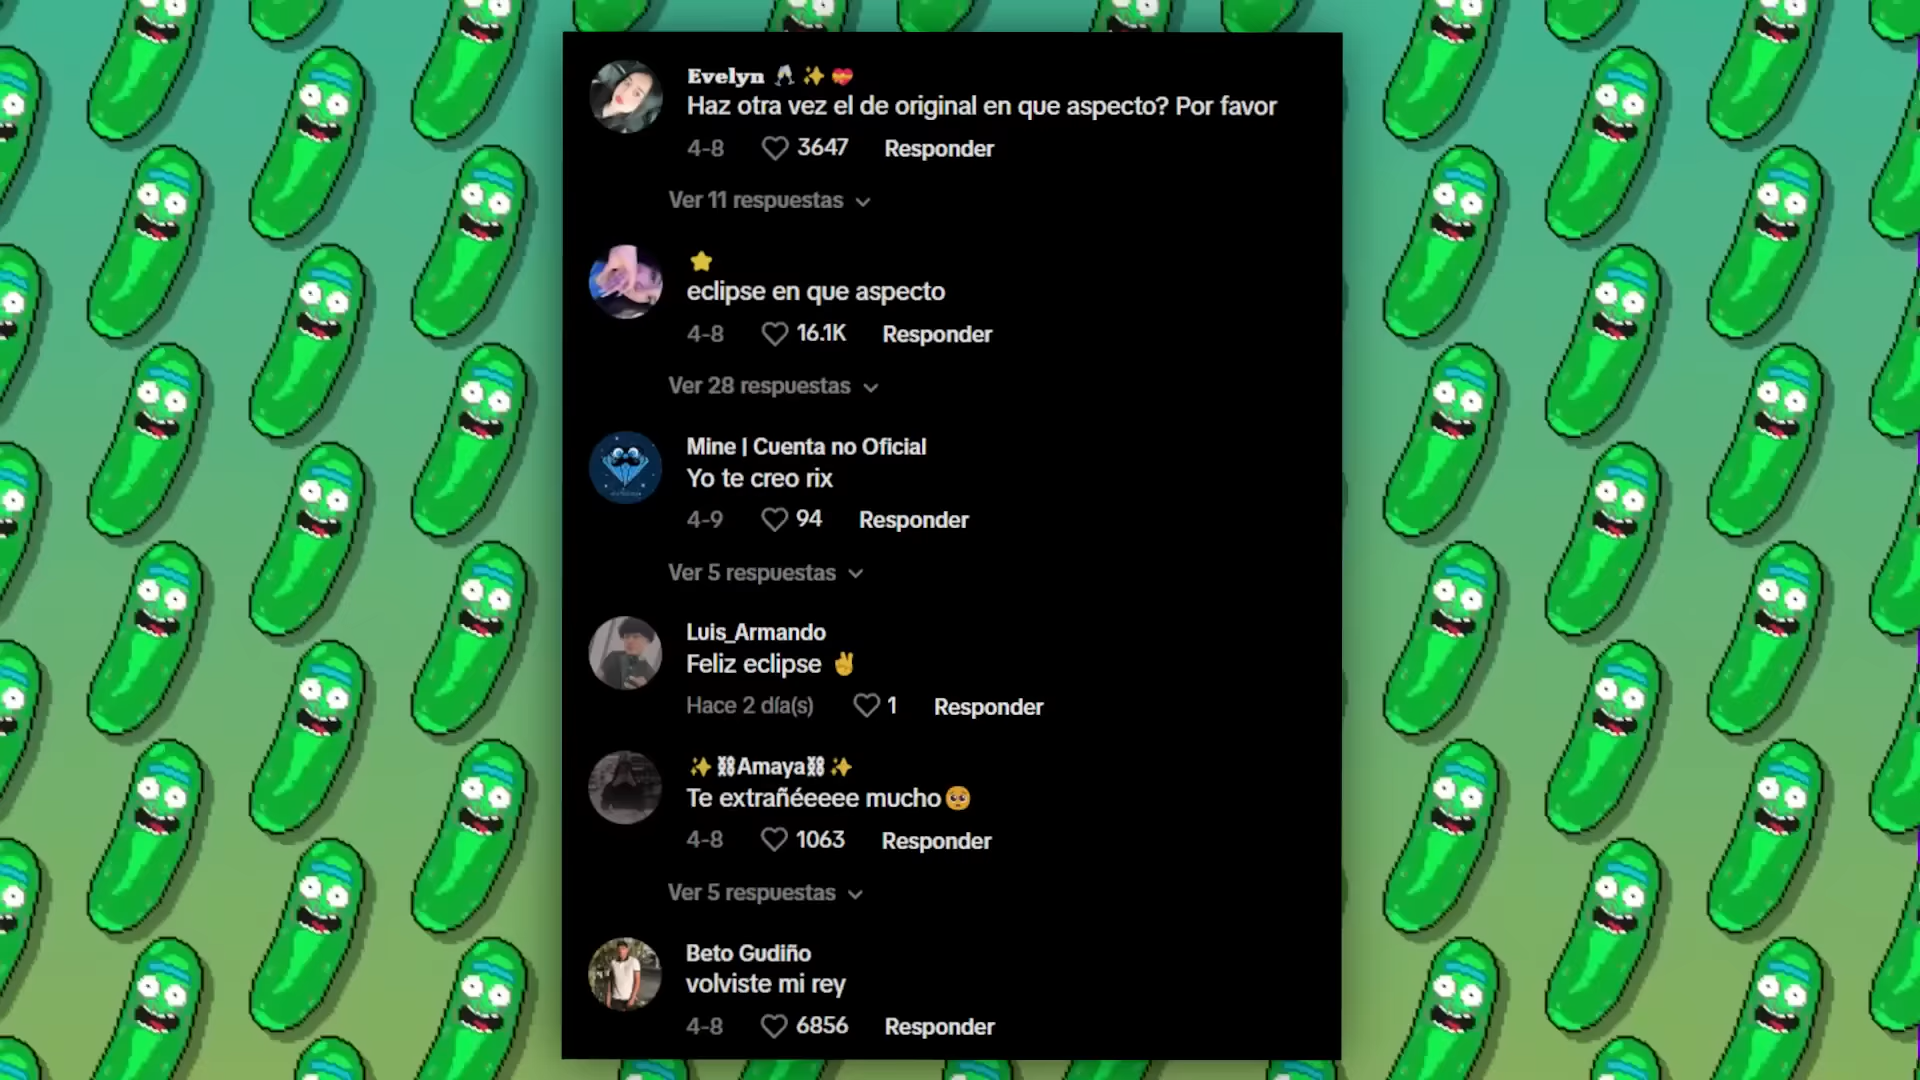 Evelyn 🥂✨💝
Haz otra vez el de original en que aspecto? Por favor
4-8 3647 Responder
Ver 11 respuestas
⭐
eclipse en que aspecto
4-8 16.1K Responder
Ver 28 respuestas
Mine | Cuenta no Oficial
Yo te creo rix
4-9 94 Responder
Ver 5 respuestas
Luis_Armando
Feliz eclipse ✌️
Hace 2 día(s) 1 Responder
✨⛓Amaya⛓✨
Te extrañéeeee mucho🥺
4-8 1063 Responder
Ver 5 respuestas
Beto Gudiño
volviste mi rey
4-8 6856 Responder